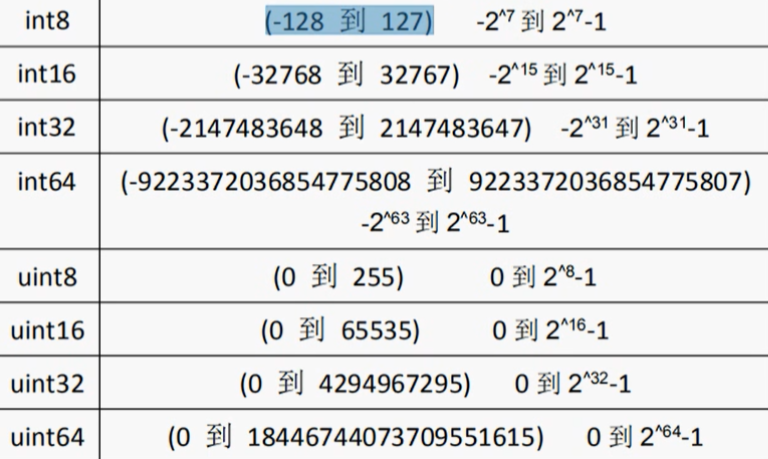 int8 (-128 到 127) -2^7 到 2^7-1
int16 (-32768 到 32767) -2^15 到 2^15-1
int32 (-2147483648 到 2147483647) -2^31 到 2^31-1
int64 (-9223372036854775808 到 9223372036854775807)
-2^63 到 2^63-1
uint8 (0 到 255) 0 到 2^8-1
uint16 (0 到 65535) 0 到 2^16-1
uint32 (0 到 4294967295) 0 到 2^32-1
uint64 (0 到 18446744073709551615) 0 到 2^64-1